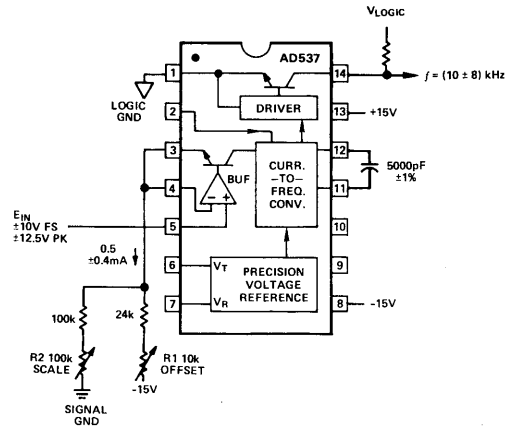 V LOGIC
AD537
f = (10 ± 8) kHz
1
14
LOGIC
GND
DRIVER
2
13
+15V
3
12
CURR.
–TO–
FREQ.
CONV.
5000pF
±1%
BUF
4
11
– +
EIN
±10V FS
±12.5V PK
5
10
0.5
±0.4mA
6
VT
9
PRECISION
VOLTAGE
REFERENCE
7
VR
8
–15V
100k
24k
R2 100k
SCALE
R1 10k
OFFSET
–15V
SIGNAL
GND